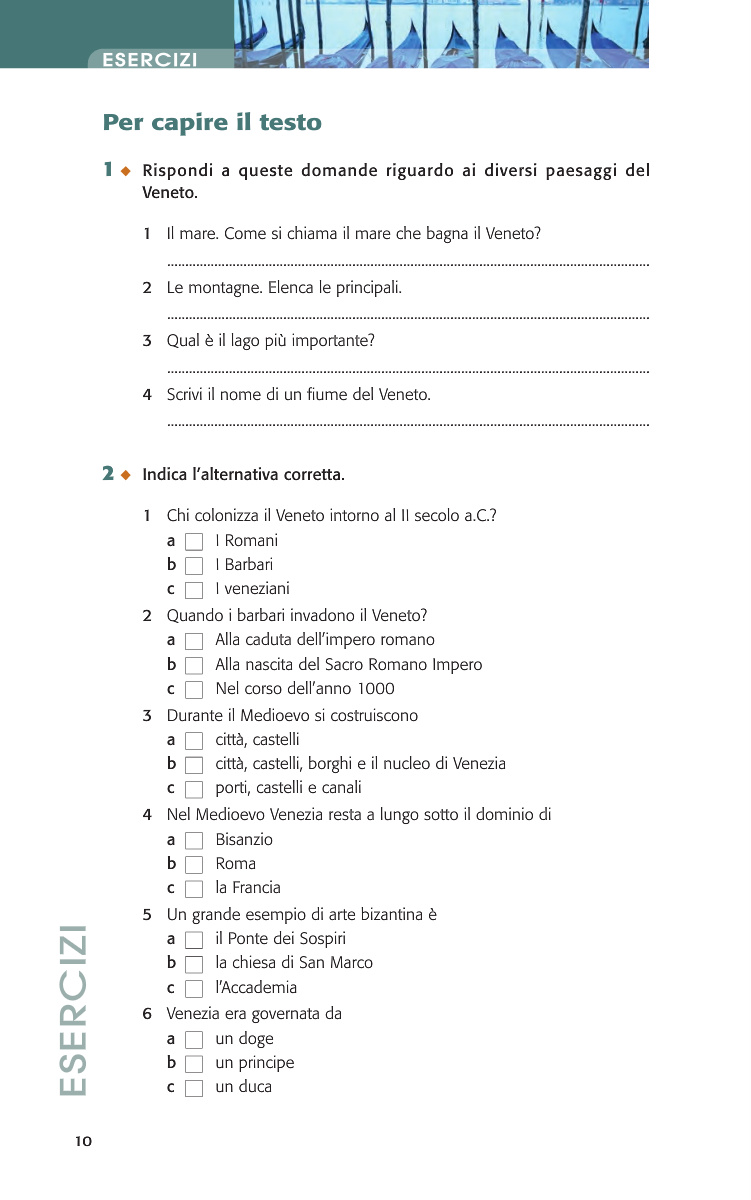 ESERCIZI
Per capire il testo
1 ◆ Rispondi a queste domande riguardo ai diversi paesaggi del
Veneto.
1 Il mare. Come si chiama il mare che bagna il Veneto?
................................................................................................................................
2 Le montagne. Elenca le principali.
................................................................................................................................
3 Qual è il lago più importante?
................................................................................................................................
4 Scrivi il nome di un fiume del Veneto.
................................................................................................................................
2 ◆ Indica l'alternativa corretta.
1 Chi colonizza il Veneto intorno al II secolo a.C.?
a □ I Romani
b □ I Barbari
c □ I veneziani
2 Quando i barbari invadono il Veneto?
a □ Alla caduta dell'impero romano
b □ Alla nascita del Sacro Romano Impero
c □ Nel corso dell'anno 1000
3 Durante il Medioevo si costruiscono
a □ città, castelli
b □ città, castelli, borghi e il nucleo di Venezia
c □ porti, castelli e canali
4 Nel Medioevo Venezia resta a lungo sotto il dominio di
a □ Bisanzio
b □ Roma
c □ la Francia
5 Un grande esempio di arte bizantina è
a □ il Ponte dei Sospiri
b □ la chiesa di San Marco
c □ l'Accademia
6 Venezia era governata da
a □ un doge
b □ un principe
c □ un duca
ESERCIZI
10